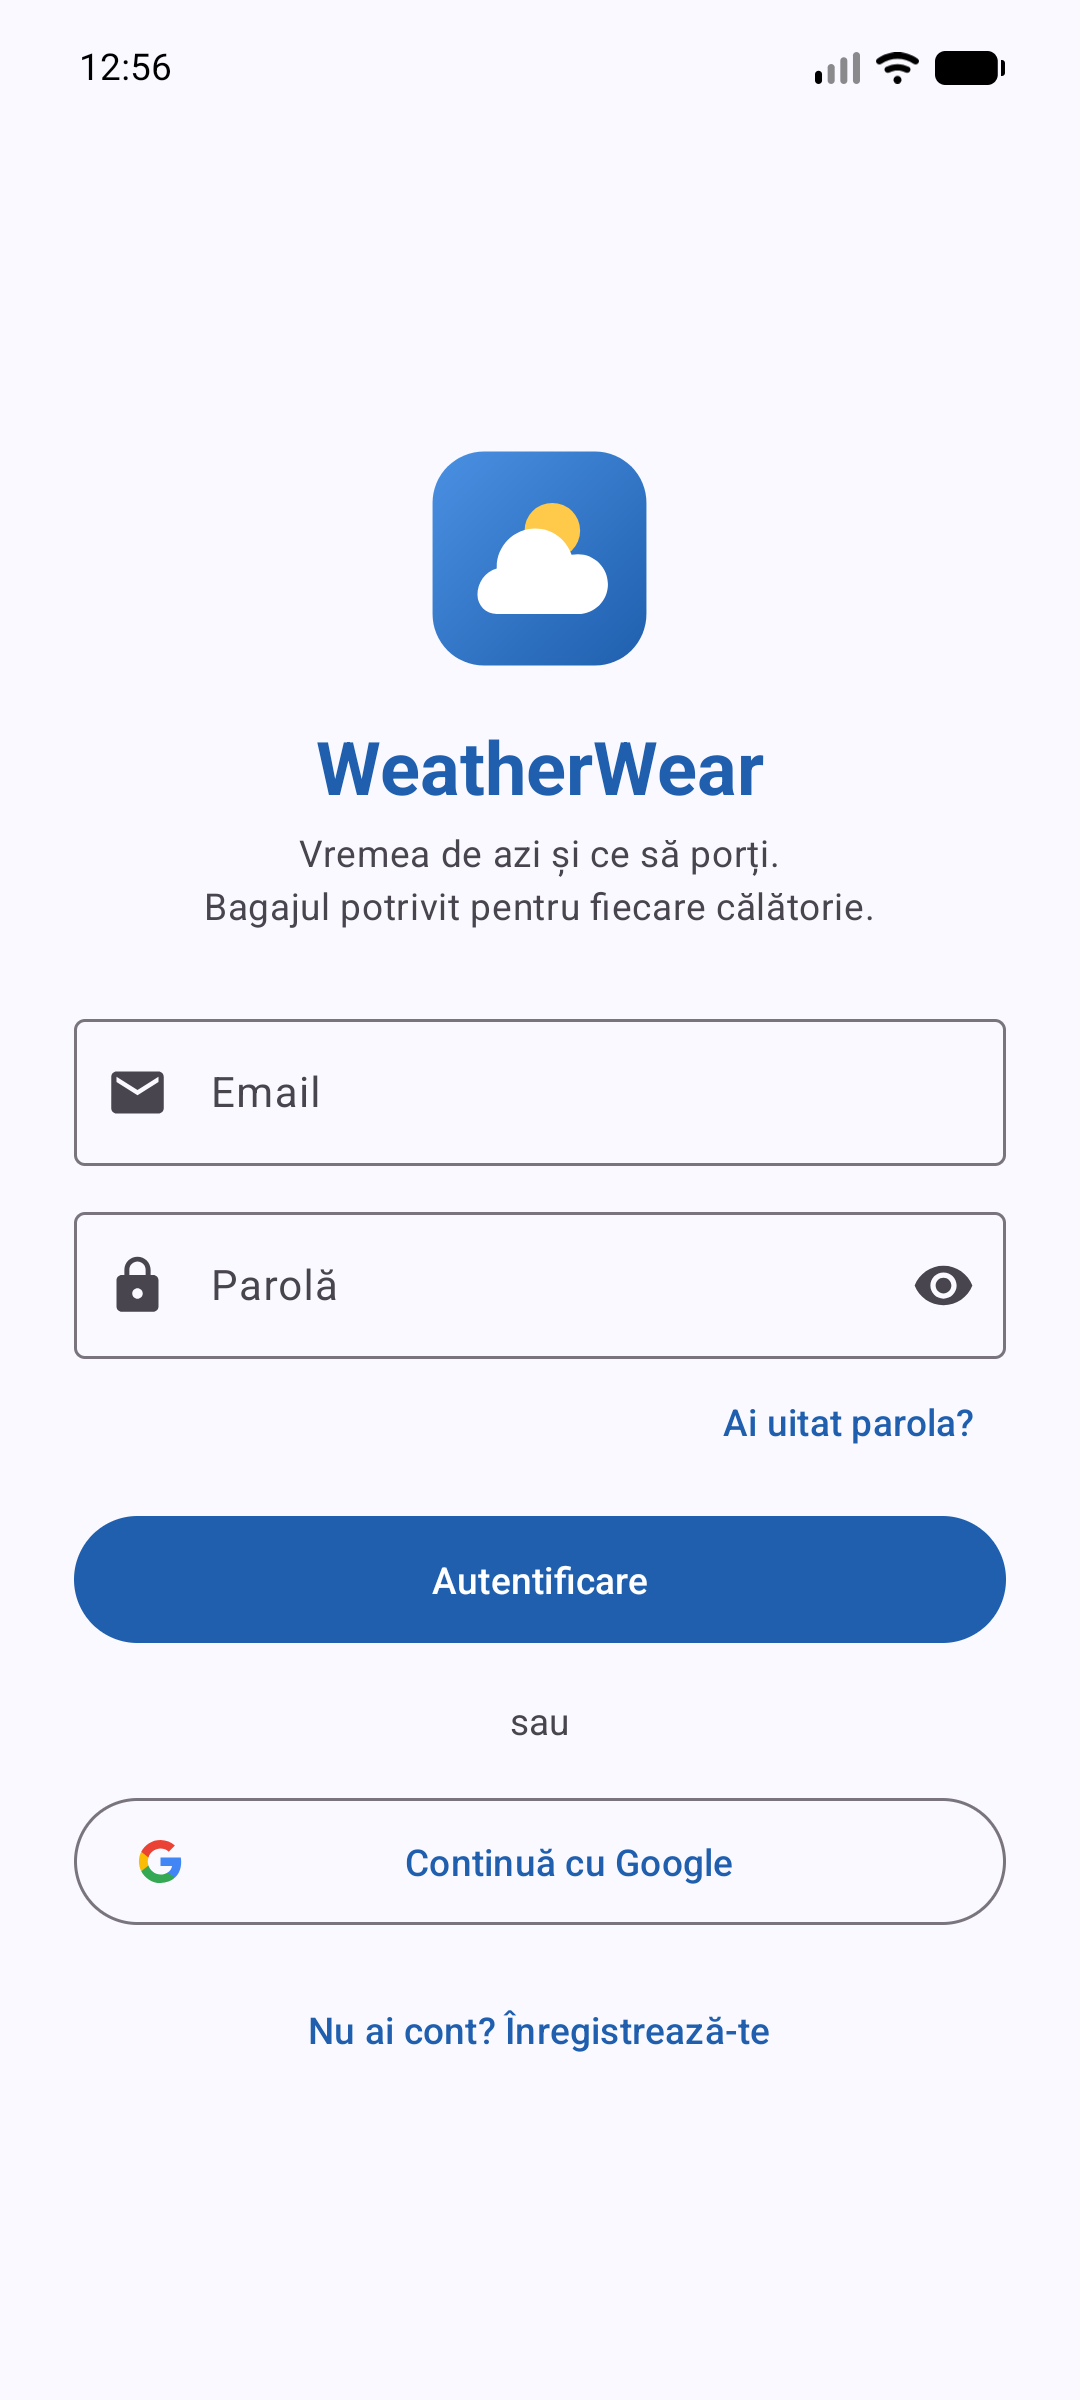 12:56
WeatherWear
Vremea de azi și ce să porți.
Bagajul potrivit pentru fiecare călătorie.
Email
Parolă
Ai uitat parola?
Autentificare
sau
Continuă cu Google
Nu ai cont? Înregistrează-te